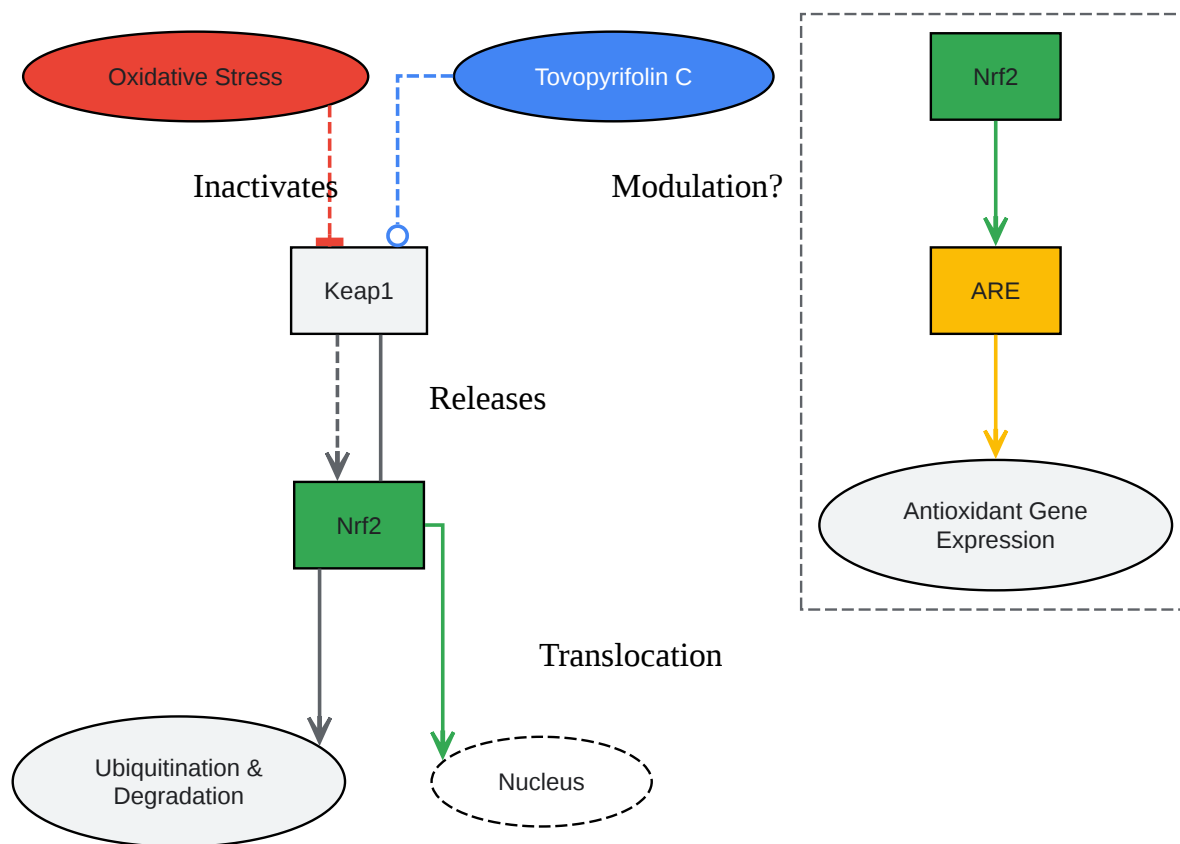 Oxidative Stress
Tovopyrifolin C
Nrf2
Inactivates
Modulation?
Keap1
ARE
Releases
Nrf2
Antioxidant Gene
Expression
Translocation
Ubiquitination &
Degradation
Nucleus